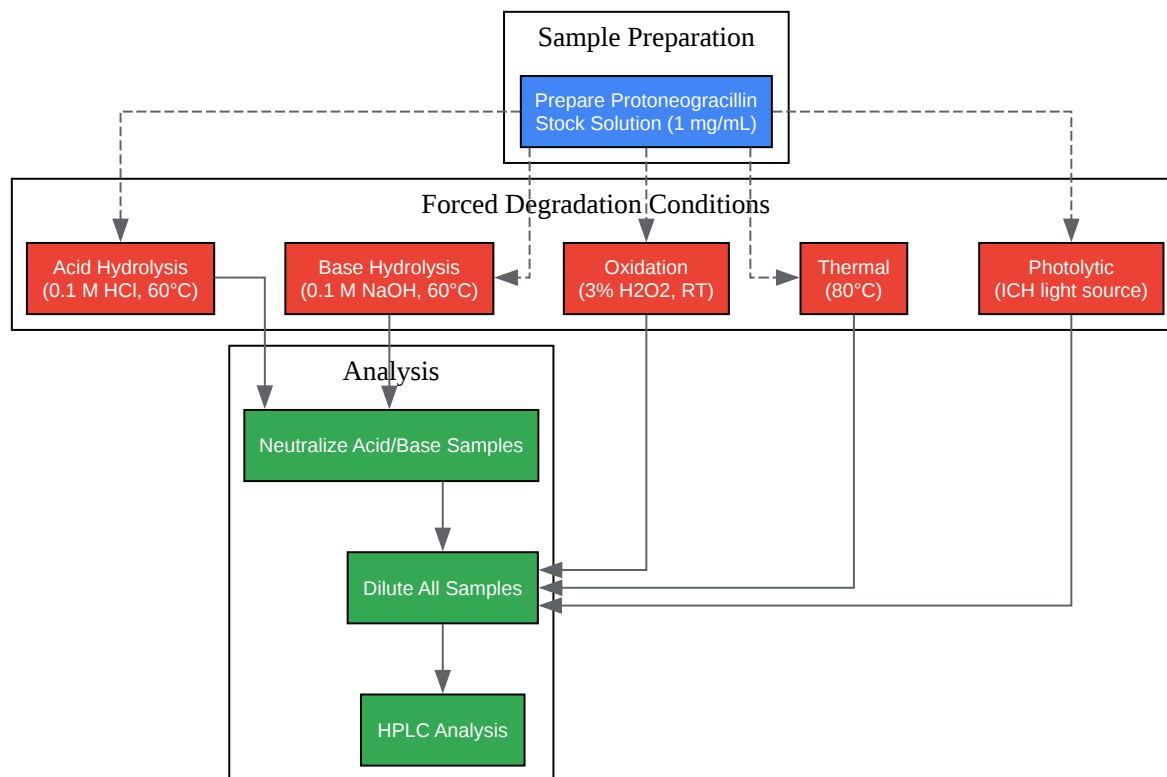 Sample Preparation
Prepare Protoneogracillin
Stock Solution (1 mg/mL)
Forced Degradation Conditions
Acid Hydrolysis
(0.1 M HCl, 60°C)
Base Hydrolysis
(0.1 M NaOH, 60°C)
Oxidation
(3% H2O2, RT)
Thermal
(80°C)
Photolytic
(ICH light source)
Analysis
Neutralize Acid/Base Samples
Dilute All Samples
HPLC Analysis